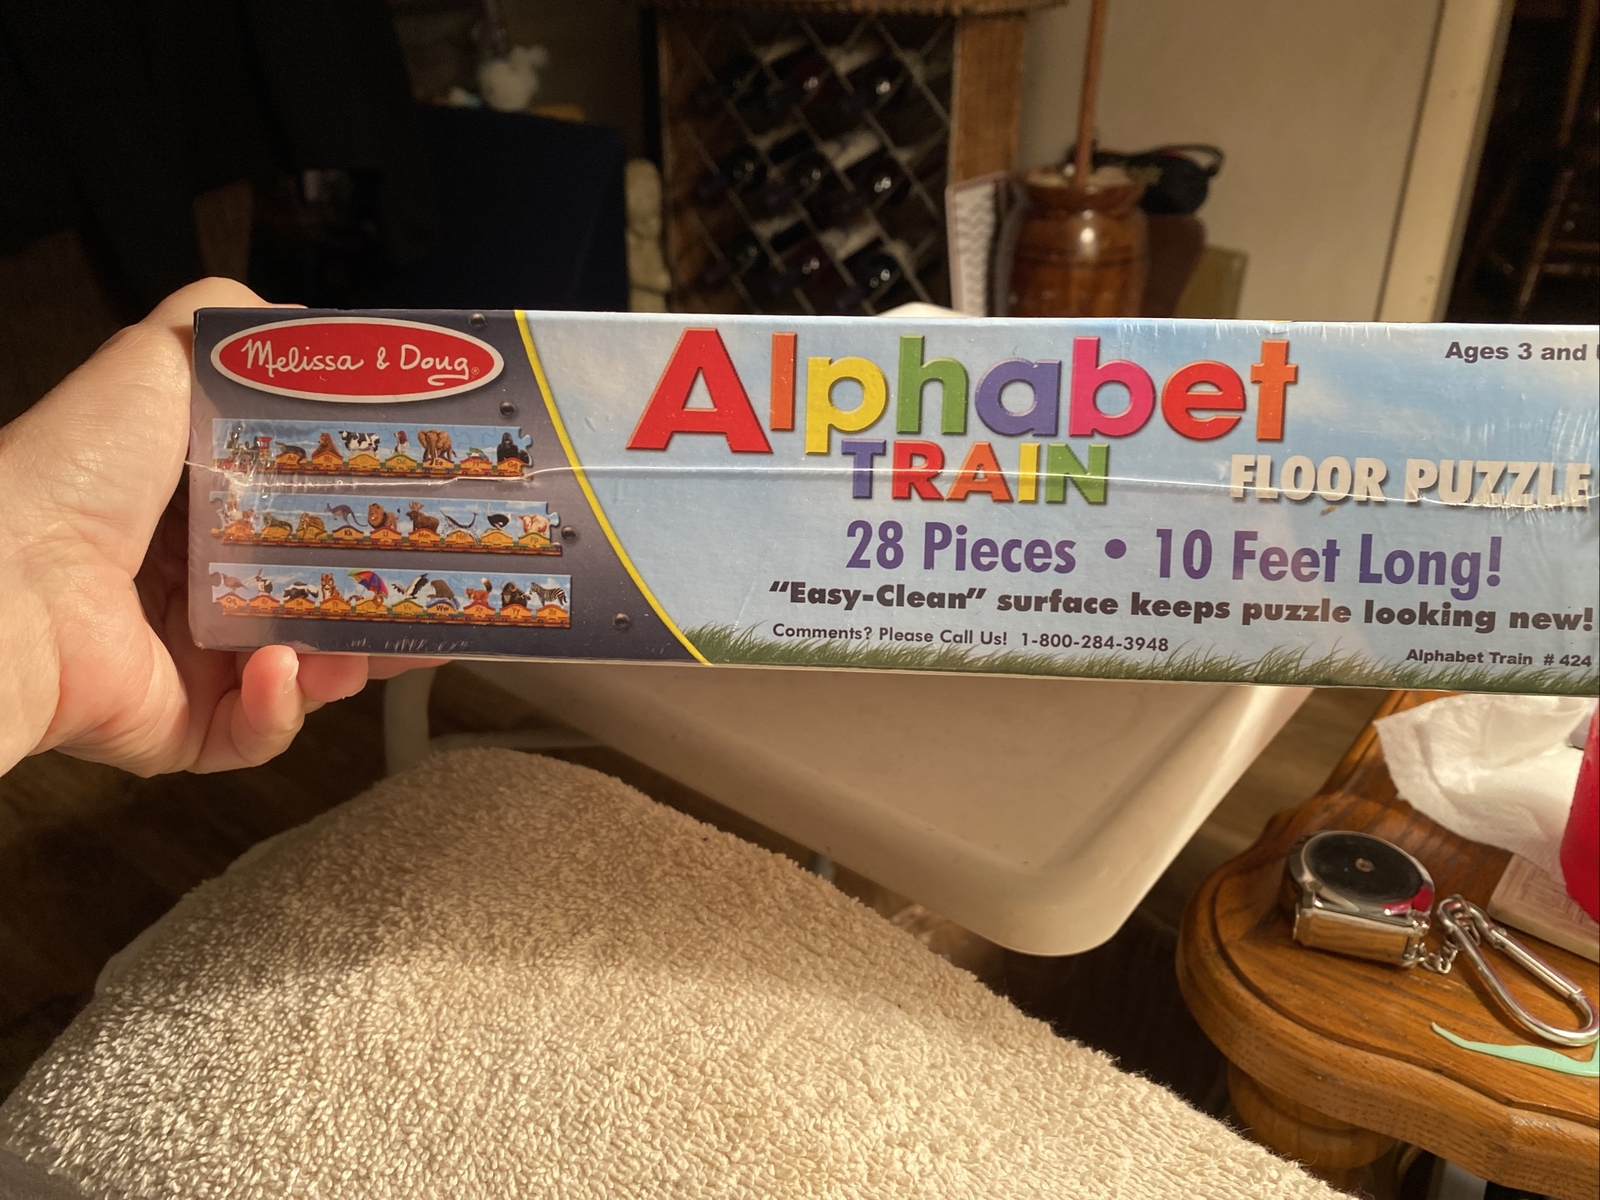 Melissa & Doug®
Alphabet
TRAIN
FLOOR PUZZLE
Ages 3 and
28 Pieces • 10 Feet Long!
"Easy-Clean" surface keeps puzzle looking new!
Comments? Please Call Us! 1-800-284-3948
Alphabet Train # 424